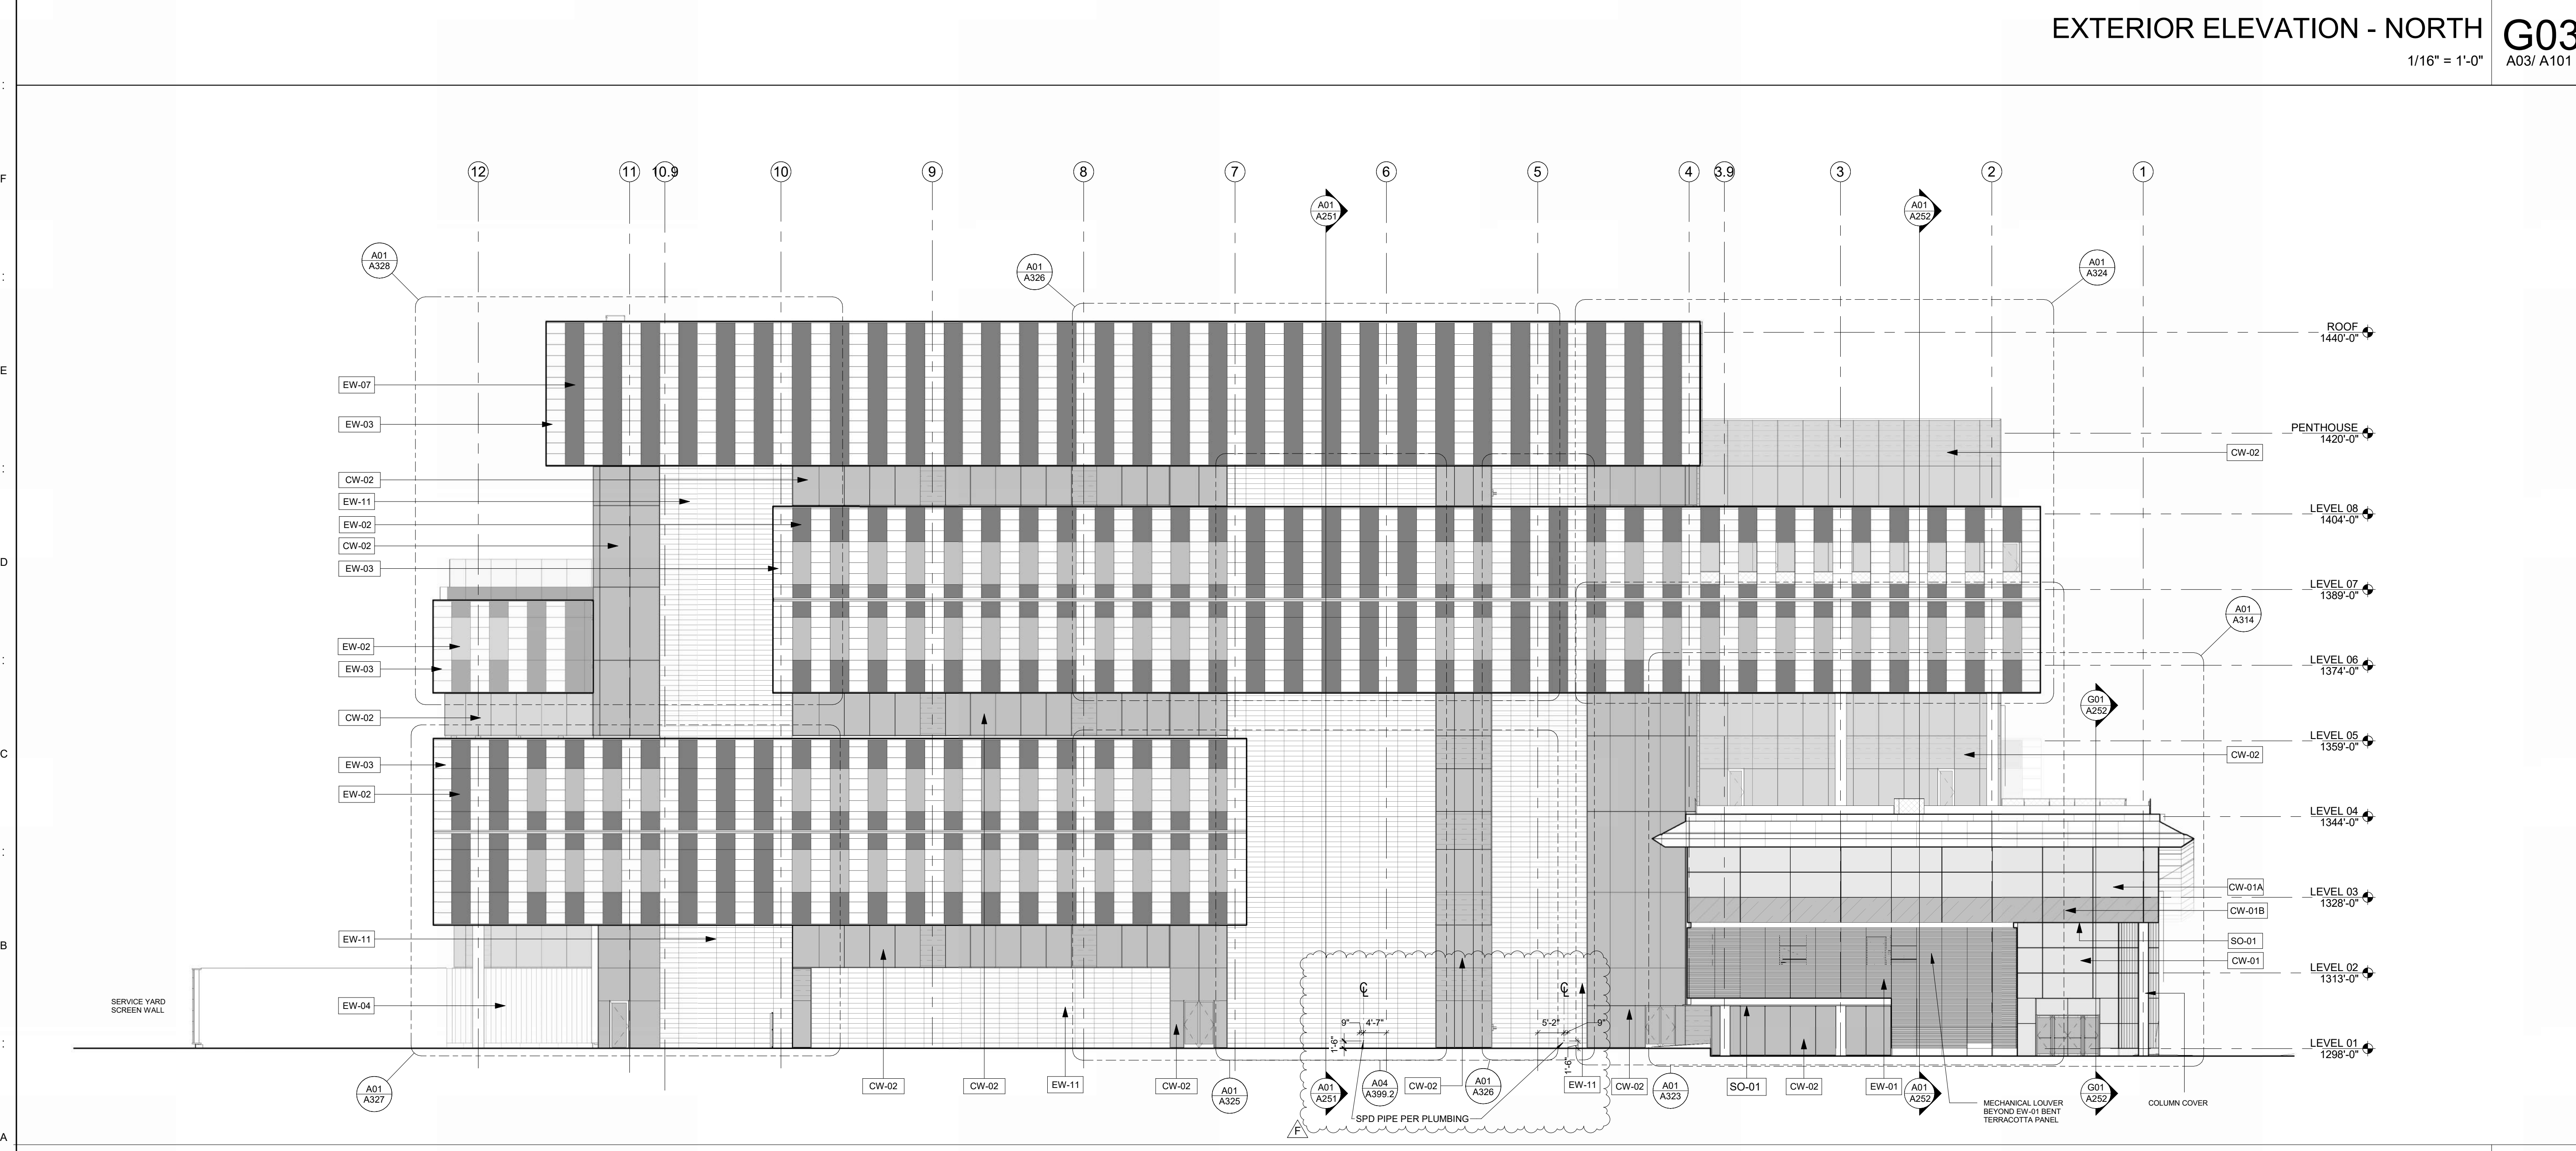 EXTERIOR ELEVATION - NORTH
1/16" = 1'-0"
G03
A03/ A101
F
E
D
C
B
A
12
11
10.9
10
9
8
7
6
5
4
3.9
3
2
1
A01
A251
A01
A252
A01
A328
A01
A326
A01
A324
ROOF
1440'-0"
EW-07
EW-03
PENTHOUSE
1420'-0"
CW-02
CW-02
EW-11
EW-02
CW-02
EW-03
LEVEL 08
1404'-0"
LEVEL 07
1389'-0"
A01
A314
EW-02
EW-03
LEVEL 06
1374'-0"
G01
A252
CW-02
LEVEL 05
1359'-0"
CW-02
EW-03
EW-02
LEVEL 04
1344'-0"
CW-01A
LEVEL 03
1328'-0"
CW-01B
EW-11
SO-01
CW-01
LEVEL 02
1313'-0"
SERVICE YARD
SCREEN WALL
EW-04
CL
CL
9"
4'-7"
5'-2"
9"
1'-6"
1'-6"
LEVEL 01
1298'-0"
A01
A327
CW-02
CW-02
EW-11
CW-02
A01
A325
A01
A251
A04
A399.2
CW-02
A01
A326
EW-11
CW-02
A01
A323
SO-01
CW-02
EW-01
A01
A252
G01
A252
MECHANICAL LOUVER
BEYOND EW-01 BENT
TERRACOTTA PANEL
COLUMN COVER
SPD PIPE PER PLUMBING
F